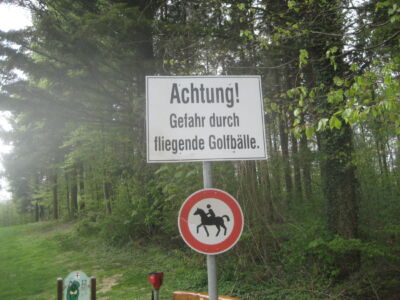 Achtung!
Gefahr durch
fliegende Golfbälle.